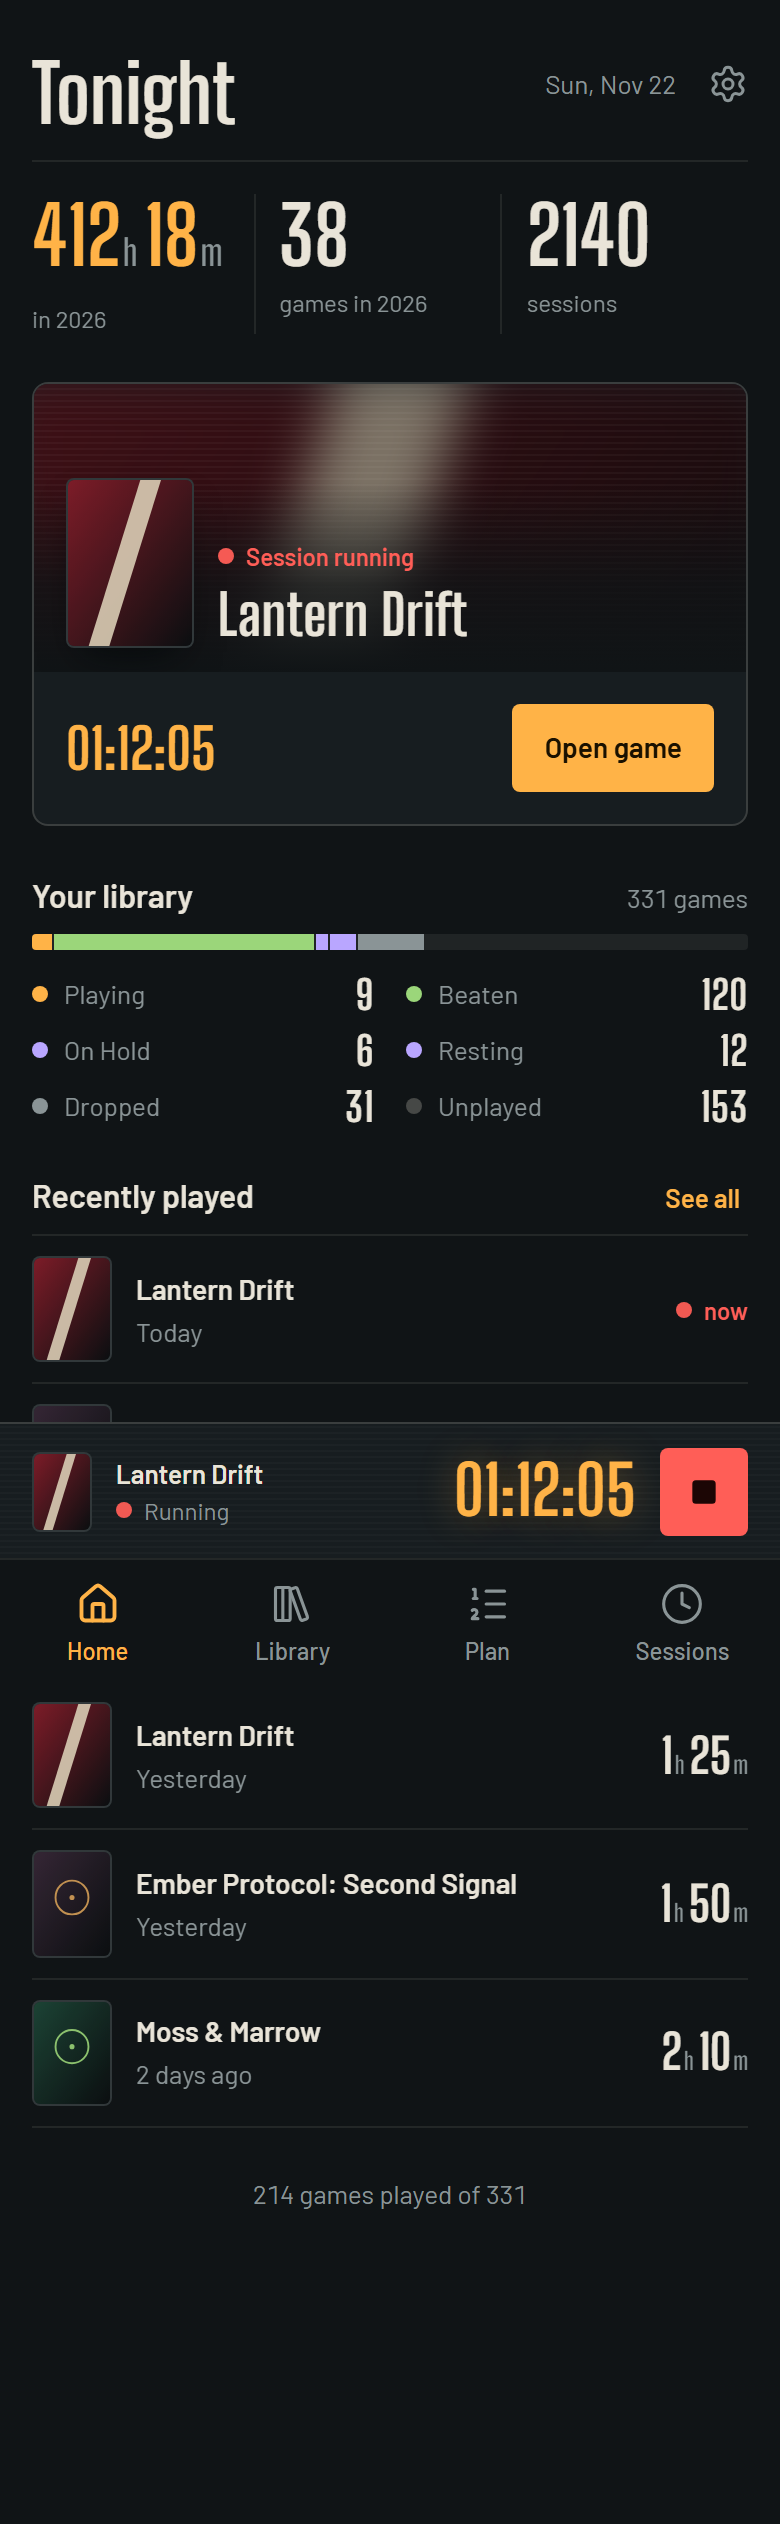 Tonight
Sun, Nov 22
412h 18m
in 2026
38
games in 2026
2140
sessions
Session running
Lantern Drift
01:12:05
Open game
Your library
331 games
Playing 9
Beaten 120
On Hold 6
Resting 12
Dropped 31
Unplayed 153
Recently played
See all
Lantern Drift
Today
now
Lantern Drift
Running
01:12:05
1
2
Home
Library
Plan
Sessions
Lantern Drift
Yesterday
1h 25m
Ember Protocol: Second Signal
Yesterday
1h 50m
Moss & Marrow
2 days ago
2h 10m
214 games played of 331